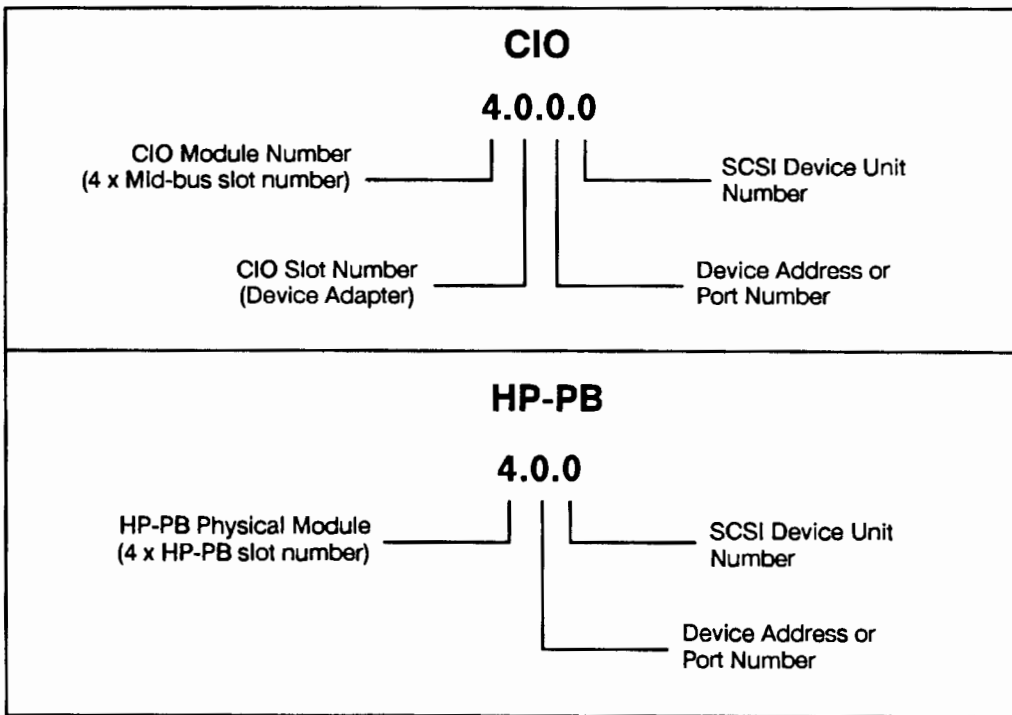 CIO
4.0.0.0
CIO Module Number
(4 x Mid-bus slot number)
SCSI Device Unit
Number
CIO Slot Number
(Device Adapter)
Device Address or
Port Number
HP-PB
4.0.0
HP-PB Physical Module
(4 x HP-PB slot number)
SCSI Device Unit
Number
Device Address or
Port Number